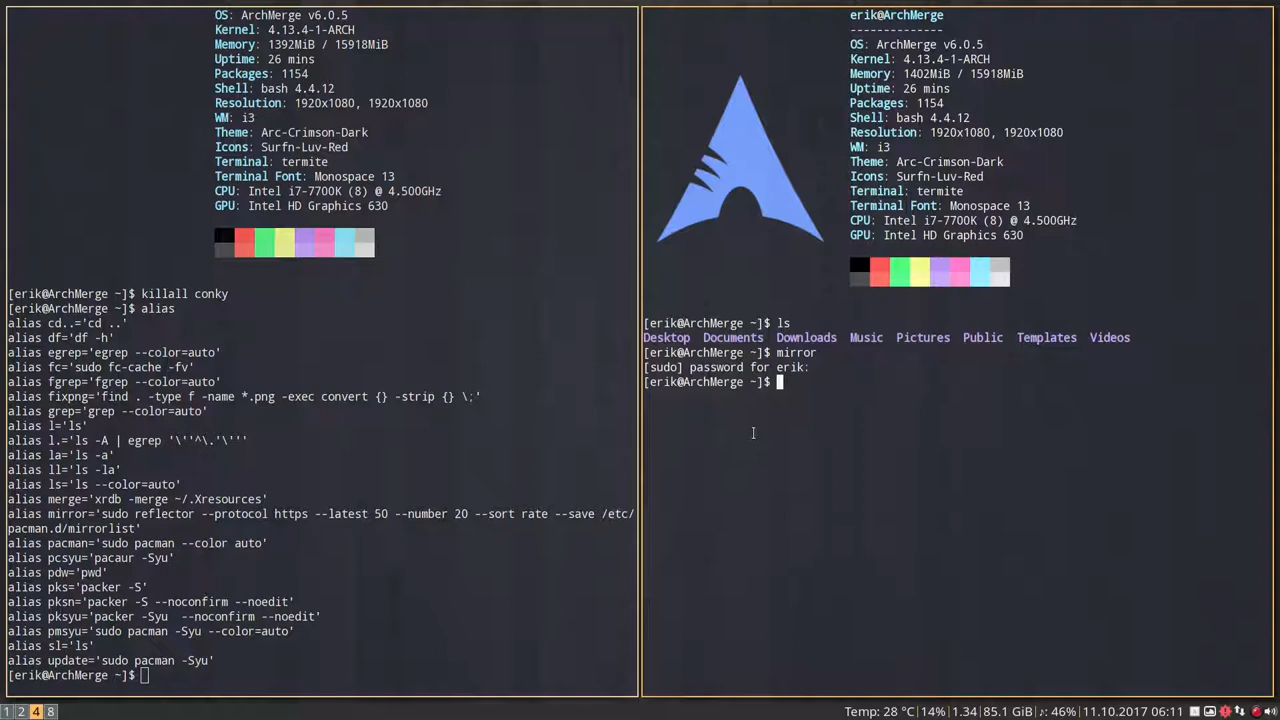 OS: ArchMerge v6.0.5
Kernel: 4.13.4-1-ARCH
Memory: 1392MiB / 15918MiB
Uptime: 26 mins
Packages: 1154
Shell: bash 4.4.12
Resolution: 1920x1080, 1920x1080
WM: i3
Theme: Arc-Crimson-Dark
Icons: Surfn-Luv-Red
Terminal: termite
Terminal Font: Monospace 13
CPU: Intel i7-7700K (8) @ 4.500GHz
GPU: Intel HD Graphics 630
[erik@ArchMerge ~]$ killall conky
[erik@ArchMerge ~]$ alias
alias cd..='cd ..'
alias df='df -h'
alias egrep='egrep --color=auto'
alias fc='sudo fc-cache -fv'
alias fgrep='fgrep --color=auto'
alias fixpng='find . -type f -name *.png -exec convert {} -strip {} \;'
alias grep='grep --color=auto'
alias l='ls'
alias l.='ls -A | egrep '\''^\.'\'''
alias la='ls -a'
alias ll='ls -la'
alias ls='ls --color=auto'
alias merge='xrdb -merge ~/.Xresources'
alias mirror='sudo reflector --protocol https --latest 50 --number 20 --sort rate --save /etc/
pacman.d/mirrorlist'
alias pacman='sudo pacman --color auto'
alias pcsyu='pacaur -Syu'
alias pdw='pwd'
alias pks='packer -S'
alias pksn='packer -S --noconfirm --noedit'
alias pksyu='packer -Syu  --noconfirm --noedit'
alias pmsyu='sudo pacman -Syu --color=auto'
alias sl='ls'
alias update='sudo pacman -Syu'
[erik@ArchMerge ~]$
erik@ArchMerge
--------------
OS: ArchMerge v6.0.5
Kernel: 4.13.4-1-ARCH
Memory: 1402MiB / 15918MiB
Uptime: 26 mins
Packages: 1154
Shell: bash 4.4.12
Resolution: 1920x1080, 1920x1080
WM: i3
Theme: Arc-Crimson-Dark
Icons: Surfn-Luv-Red
Terminal: termite
Terminal Font: Monospace 13
CPU: Intel i7-7700K (8) @ 4.500GHz
GPU: Intel HD Graphics 630
[erik@ArchMerge ~]$ ls
Desktop  Documents  Downloads  Music  Pictures  Public  Templates  Videos
[erik@ArchMerge ~]$ mirror
[sudo] password for erik:
[erik@ArchMerge ~]$
1 2 4 8
Temp: 28 °C|14%|1.34|85.1 GiB|♪: 46%|11.10.2017 06:11